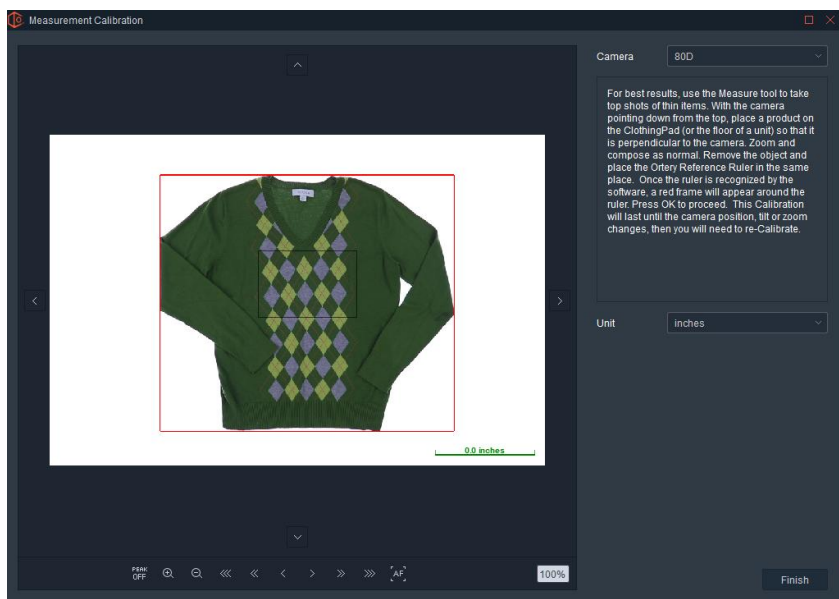 Measurement Calibration
Camera
80D
For best results, use the Measure tool to take
top shots of thin items. With the camera
pointing down from the top, place a product on
the ClothingPad (or the floor of a unit) so that it
is perpendicular to the camera. Zoom and
compose as normal. Remove the object and
place the Ortery Reference Ruler in the same
place. Once the ruler is recognized by the
software, a red frame will appear around the
ruler. Press OK to proceed. This Calibration
will last until the camera position, tilt or zoom
changes, then you will need to re-Calibrate.
Unit
inches
0.0 inches
PEAK
OFF
AF
100%
Finish